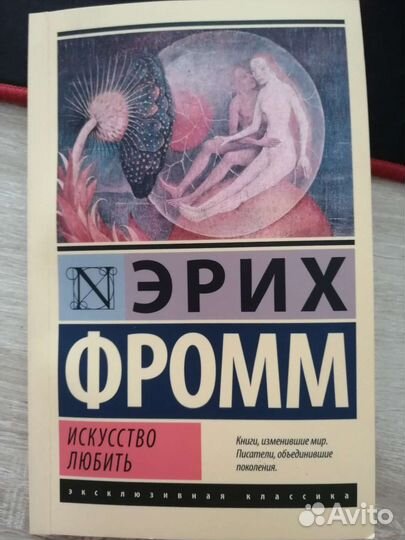 N
ЭРИХ
ФРОММ
ИСКУССТВО
ЛЮБИТЬ
Книги, изменившие мир.
Писатели, объединившие
поколения.
эксклюзивная классика
Avito